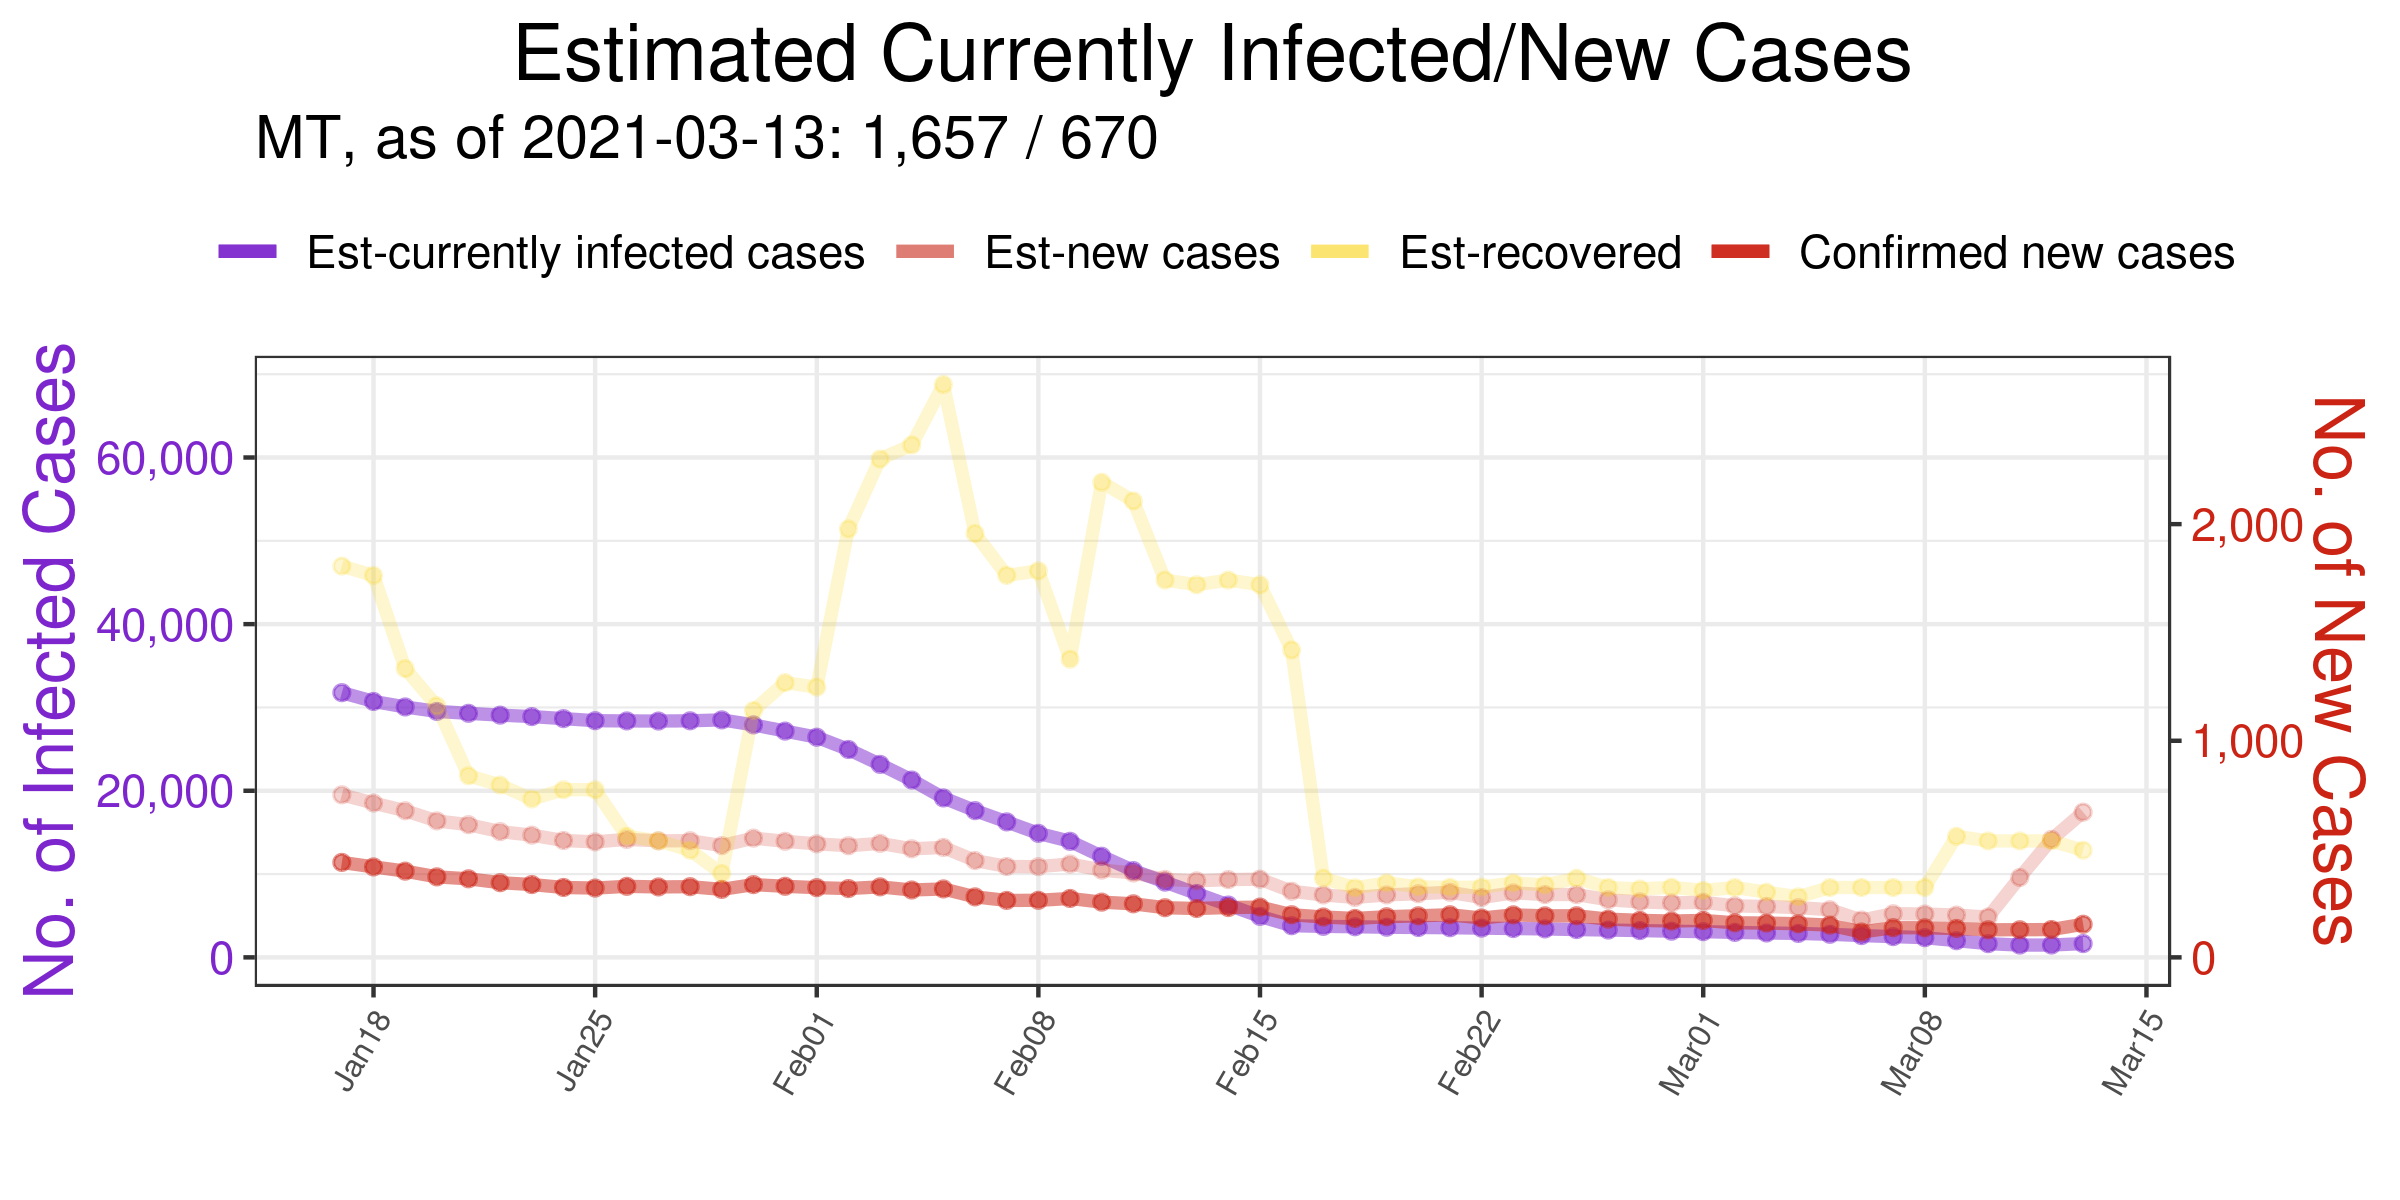 Estimated Currently Infected/New Cases
MT, as of 2021-03-13: 1,657 / 670
Est-currently infected cases Est-new cases Est-recovered Confirmed new cases
No. of Infected Cases
60,000
40,000
20,000
0
2,000
1,000
0
No. of New Cases
Jan18 Jan25 Feb01 Feb08 Feb15 Feb22 Mar01 Mar08 Mar15